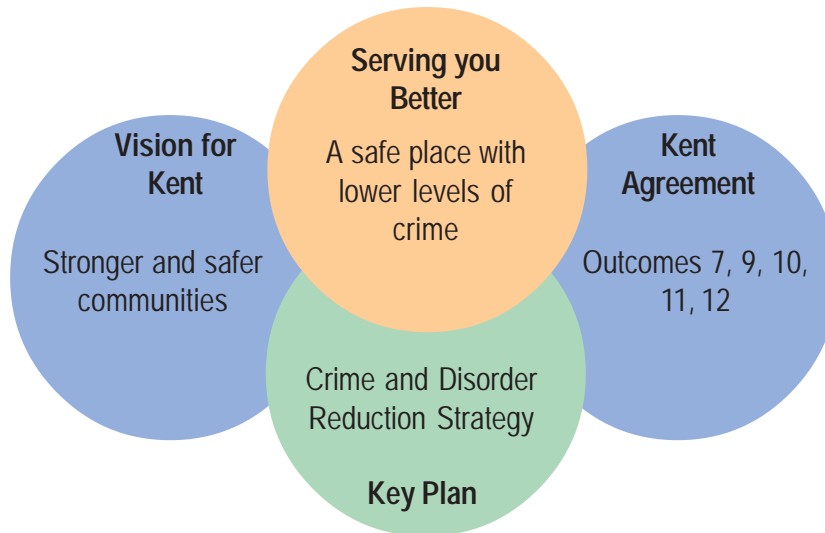 Serving you
Better
A safe place with
lower levels of
crime
Vision for
Kent
Stronger and safer
communities
Kent
Agreement
Outcomes 7, 9, 10,
11, 12
Crime and Disorder
Reduction Strategy
Key Plan